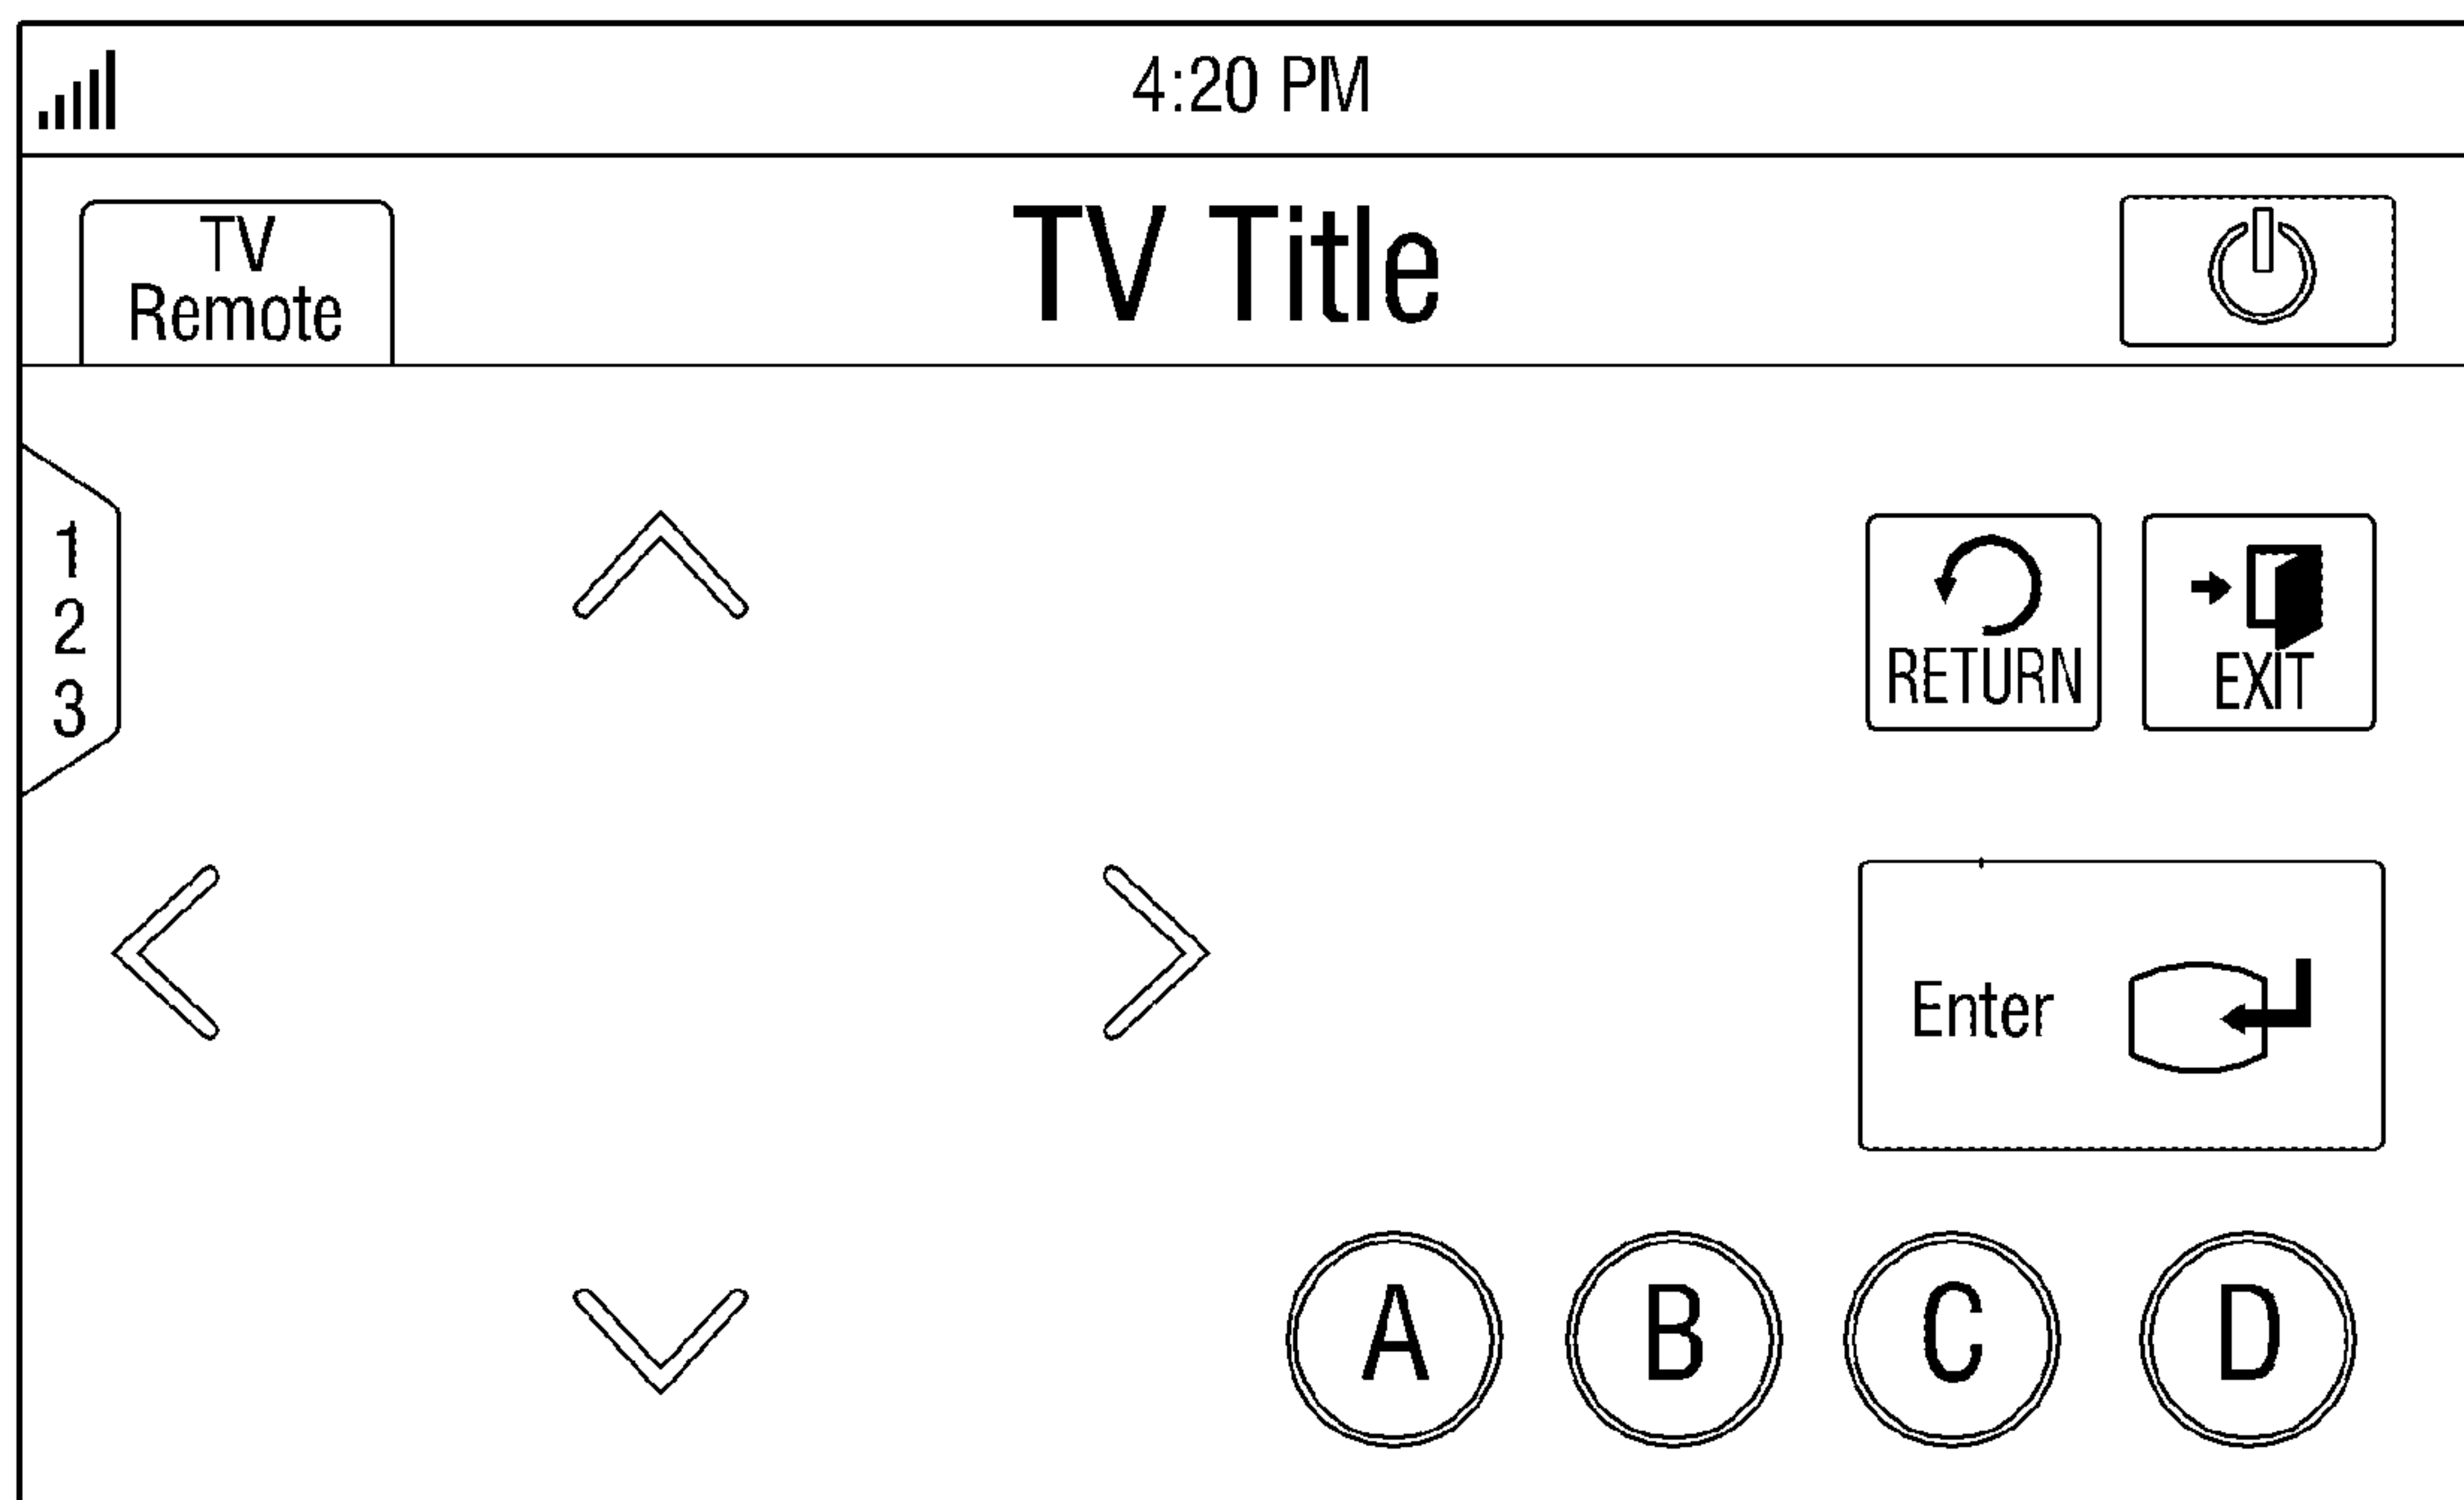 4:20 PM
TV
Remote
TV Title
1
2
3
RETURN
EXIT
Enter
A B C D